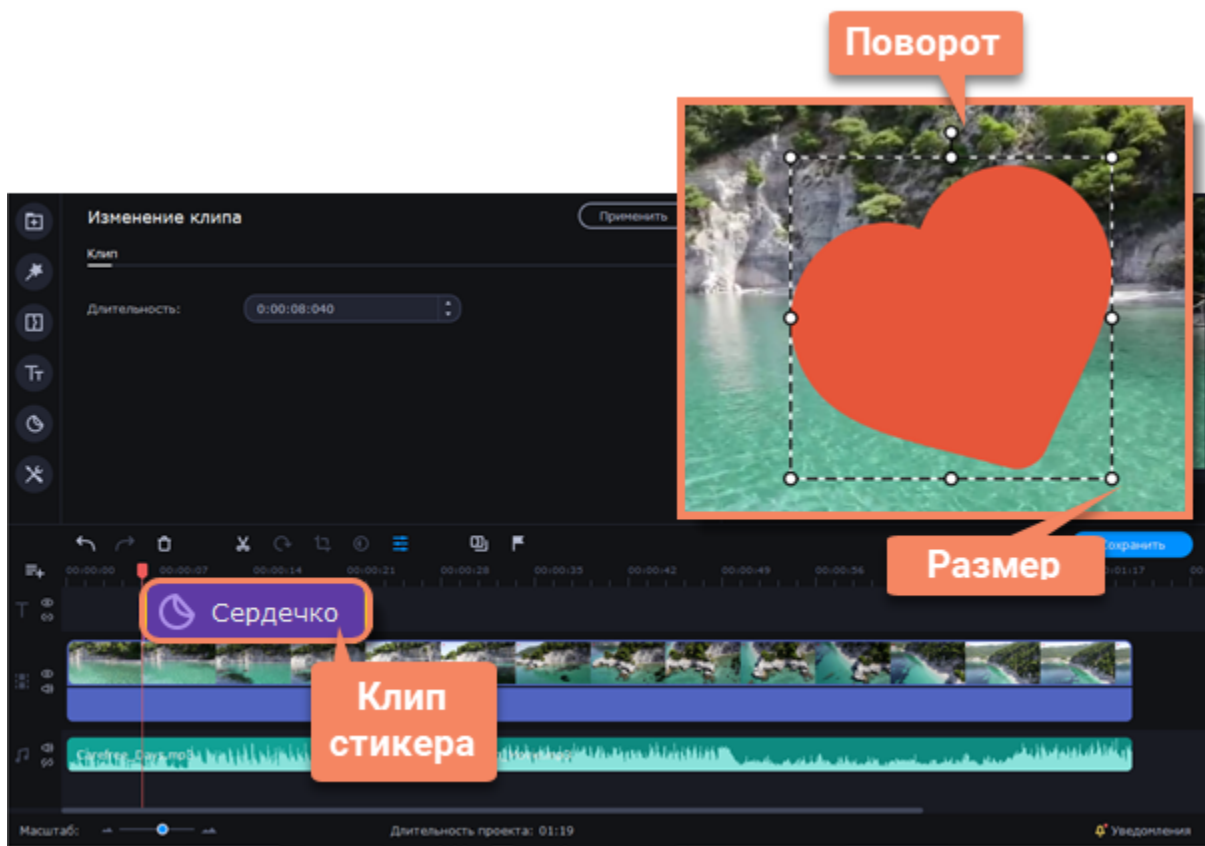 Поворот
Изменение клипа
Применить
Клип
Длительность:
0:00:08:040
Tт
Размер
Сохранить
00:00:00 00:00:07 00:00:14 00:00:21 00:00:28 00:00:35 00:00:42 00:00:49 00:00:56 01:17
T
Сердечко
Клип
стикера
Carefree_Days.mp3
Масштаб:
Длительность проекта: 01:19
Уведомления